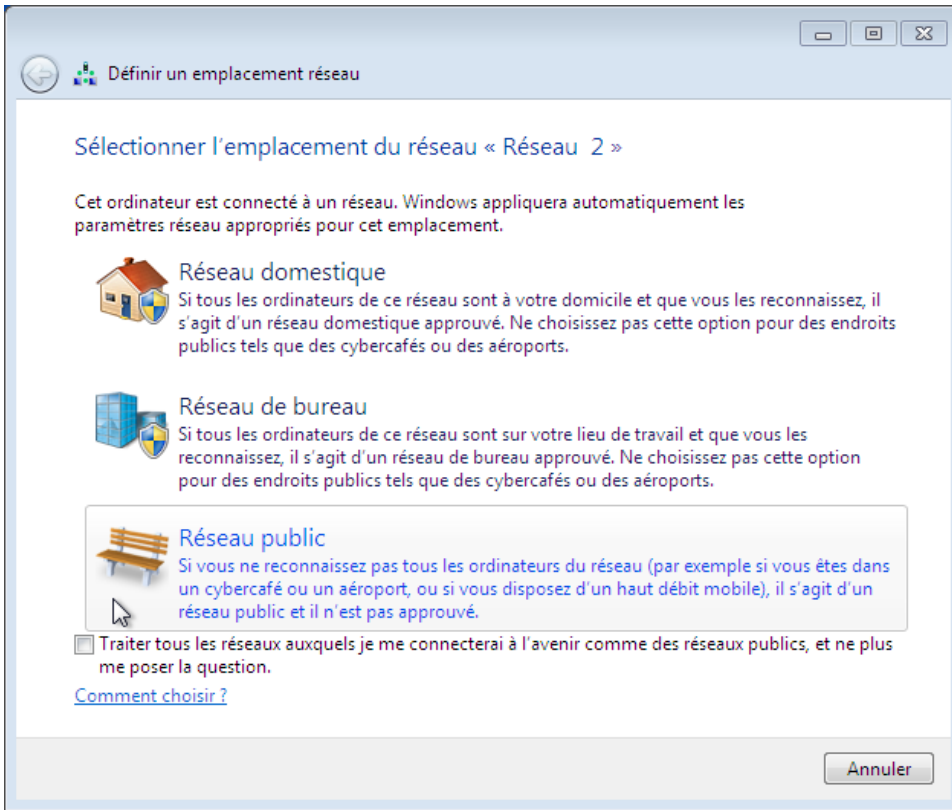 Définir un emplacement réseau
Sélectionner l'emplacement du réseau « Réseau 2 »
Cet ordinateur est connecté à un réseau. Windows appliquera automatiquement les
paramètres réseau appropriés pour cet emplacement.
Réseau domestique
Si tous les ordinateurs de ce réseau sont à votre domicile et que vous les reconnaissez, il
s'agit d'un réseau domestique approuvé. Ne choisissez pas cette option pour des endroits
publics tels que des cybercafés ou des aéroports.
Réseau de bureau
Si tous les ordinateurs de ce réseau sont sur votre lieu de travail et que vous les
reconnaissez, il s'agit d'un réseau de bureau approuvé. Ne choisissez pas cette option
pour des endroits publics tels que des cybercafés ou des aéroports.
Réseau public
Si vous ne reconnaissez pas tous les ordinateurs du réseau (par exemple si vous êtes dans
un cybercafé ou un aéroport, ou si vous disposez d'un haut débit mobile), il s'agit d'un
réseau public et il n'est pas approuvé.
Traiter tous les réseaux auxquels je me connecterai à l'avenir comme des réseaux publics, et ne plus
me poser la question.
Comment choisir ?
Annuler